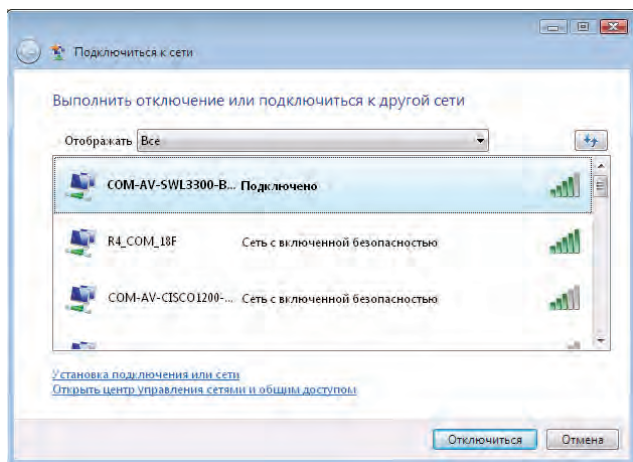 Подключиться к сети
Выполнить отключение или подключиться к другой сети
Отображать Все
COM-AV-SWL3300-B... Подключено
R4_COM_18F Сеть с включенной безопасностью
COM-AV-CISCO1200-... Сеть с включенной безопасностью
Установка подключения или сети
Открыть центр управления сетями и общим доступом
Отключиться Отмена